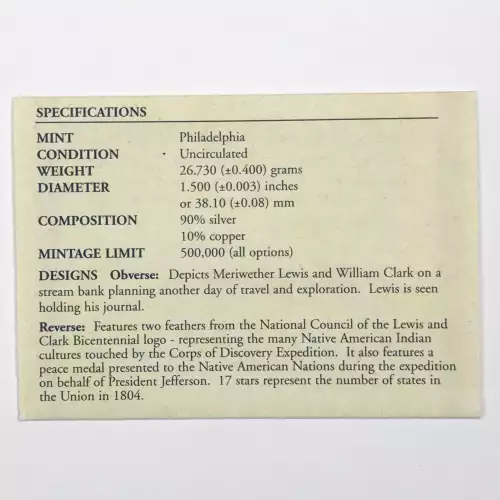 SPECIFICATIONS
MINT Philadelphia
CONDITION Uncirculated
WEIGHT 26.730 (±0.400) grams
DIAMETER 1.500 (±0.003) inches
or 38.10 (±0.08) mm
COMPOSITION 90% silver
10% copper
MINTAGE LIMIT 500,000 (all options)
DESIGNS Obverse: Depicts Meriwether Lewis and William Clark on a
stream bank planning another day of travel and exploration. Lewis is seen
holding his journal.
Reverse: Features two feathers from the National Council of the Lewis and
Clark Bicentennial logo - representing the many Native American Indian
cultures touched by the Corps of Discovery Expedition. It also features a
peace medal presented to the Native American Nations during the expedition
on behalf of President Jefferson. 17 stars represent the number of states in
the Union in 1804.